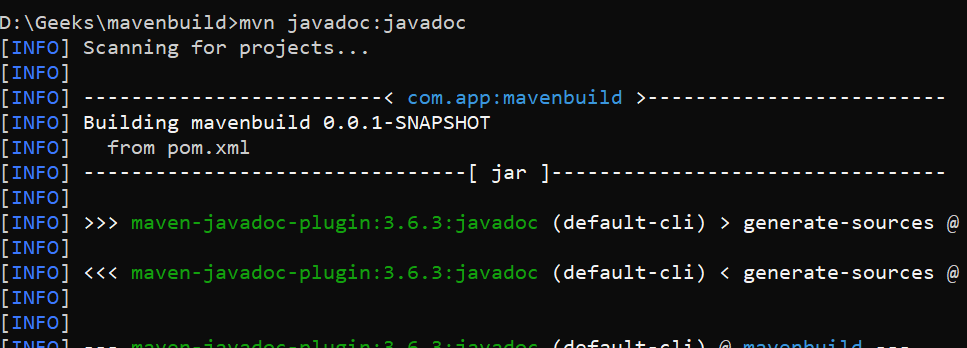 D:\Geeks\mavenbuild>mvn javadoc:javadoc
[INFO] Scanning for projects...
[INFO]
[INFO] -------------------------< com.app:mavenbuild >-------------------------
[INFO] Building mavenbuild 0.0.1-SNAPSHOT
[INFO]   from pom.xml
[INFO] --------------------------------[ jar ]---------------------------------
[INFO]
[INFO] >>> maven-javadoc-plugin:3.6.3:javadoc (default-cli) > generate-sources @
[INFO]
[INFO] <<< maven-javadoc-plugin:3.6.3:javadoc (default-cli) < generate-sources @
[INFO]
[INFO]
[INFO] --- maven-javadoc-plugin:3.6.3:javadoc (default-cli) @ mavenbuild ---